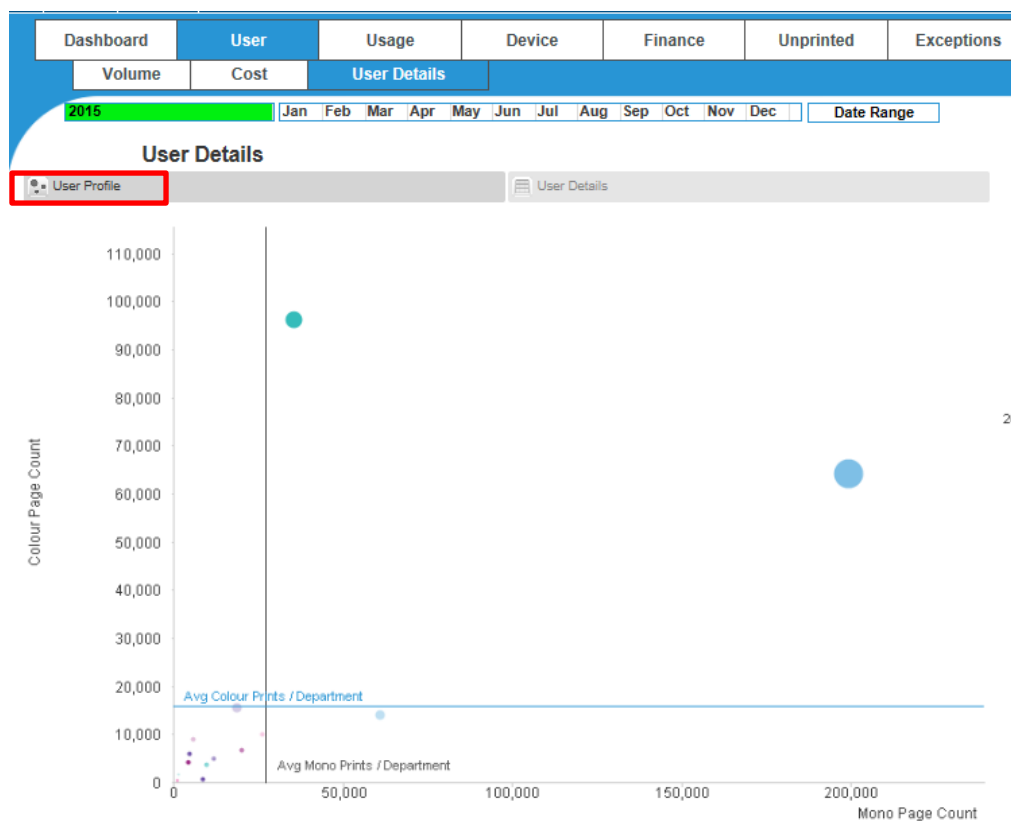 Dashboard User Usage Device Finance Unprinted Exceptions
Volume Cost User Details
2015 Jan Feb Mar Apr May Jun Jul Aug Sep Oct Nov Dec Date Range
User Details
User Profile User Details
110,000
100,000
90,000
80,000
70,000
60,000
50,000
40,000
30,000
20,000
10,000
0
Colour Page Count
Avg Colour Prints / Department
Avg Mono Prints / Department
0 50,000 100,000 150,000 200,000
Mono Page Count